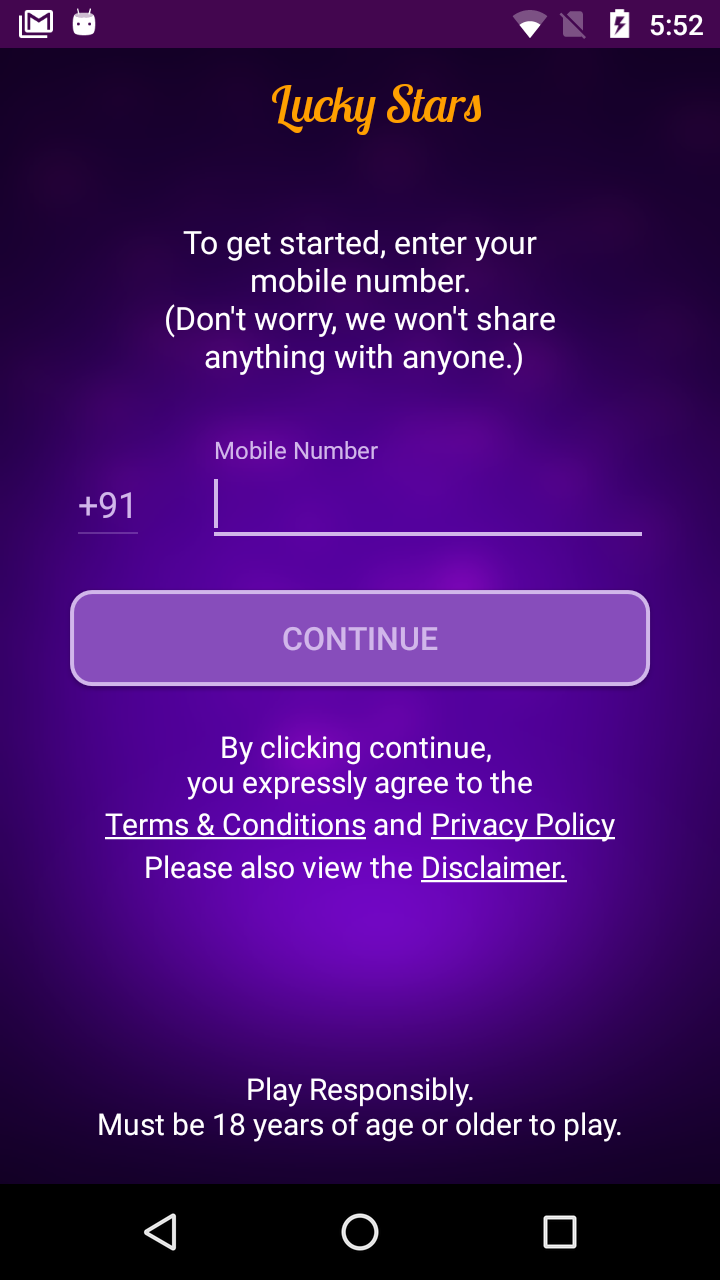 5:52
Lucky Stars
To get started, enter your
mobile number.
(Don't worry, we won't share
anything with anyone.)
Mobile Number
+91
CONTINUE
By clicking continue,
you expressly agree to the
Terms & Conditions and Privacy Policy
Please also view the Disclaimer.
Play Responsibly.
Must be 18 years of age or older to play.